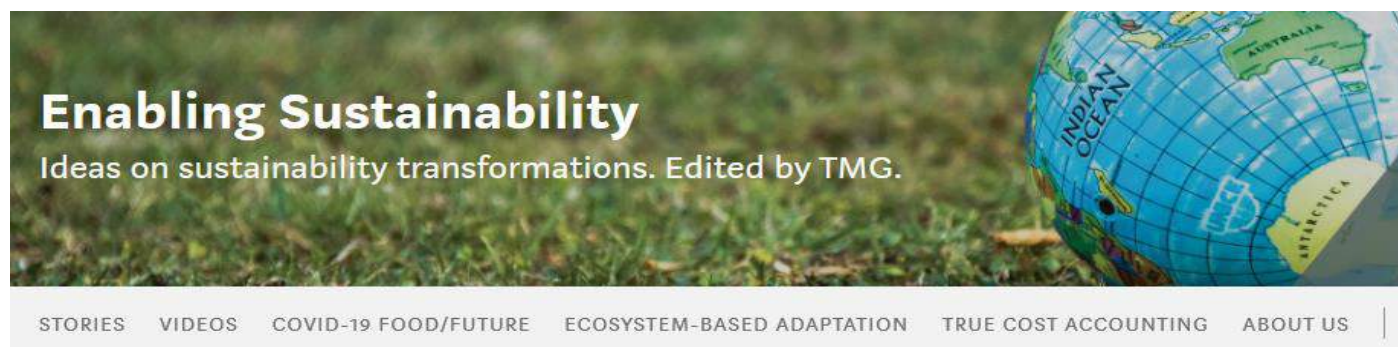 Enabling Sustainability
Ideas on sustainability transformations. Edited by TMG.
AUSTRALIA
INDIAN
OCEAN
ANTARCTICA
STORIES VIDEOS COVID-19 FOOD/FUTURE ECOSYSTEM-BASED ADAPTATION TRUE COST ACCOUNTING ABOUT US